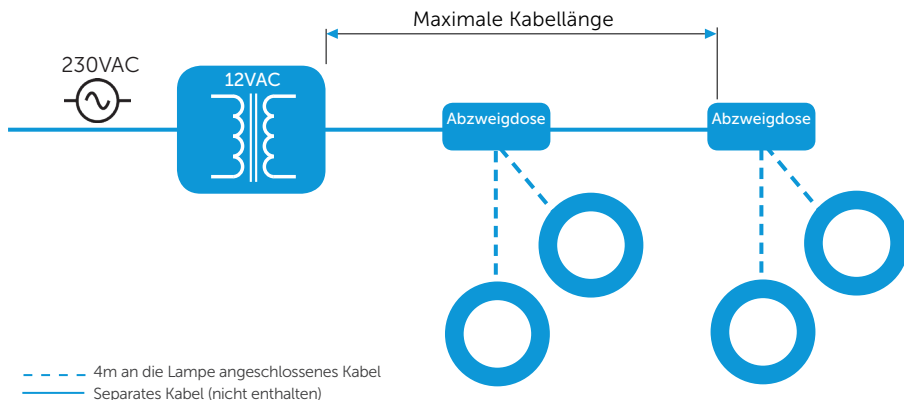 Maximale Kabellänge
230VAC
12VAC
Abzweigdose
Abzweigdose
4m an die Lampe angeschlossenes Kabel
Separates Kabel (nicht enthalten)